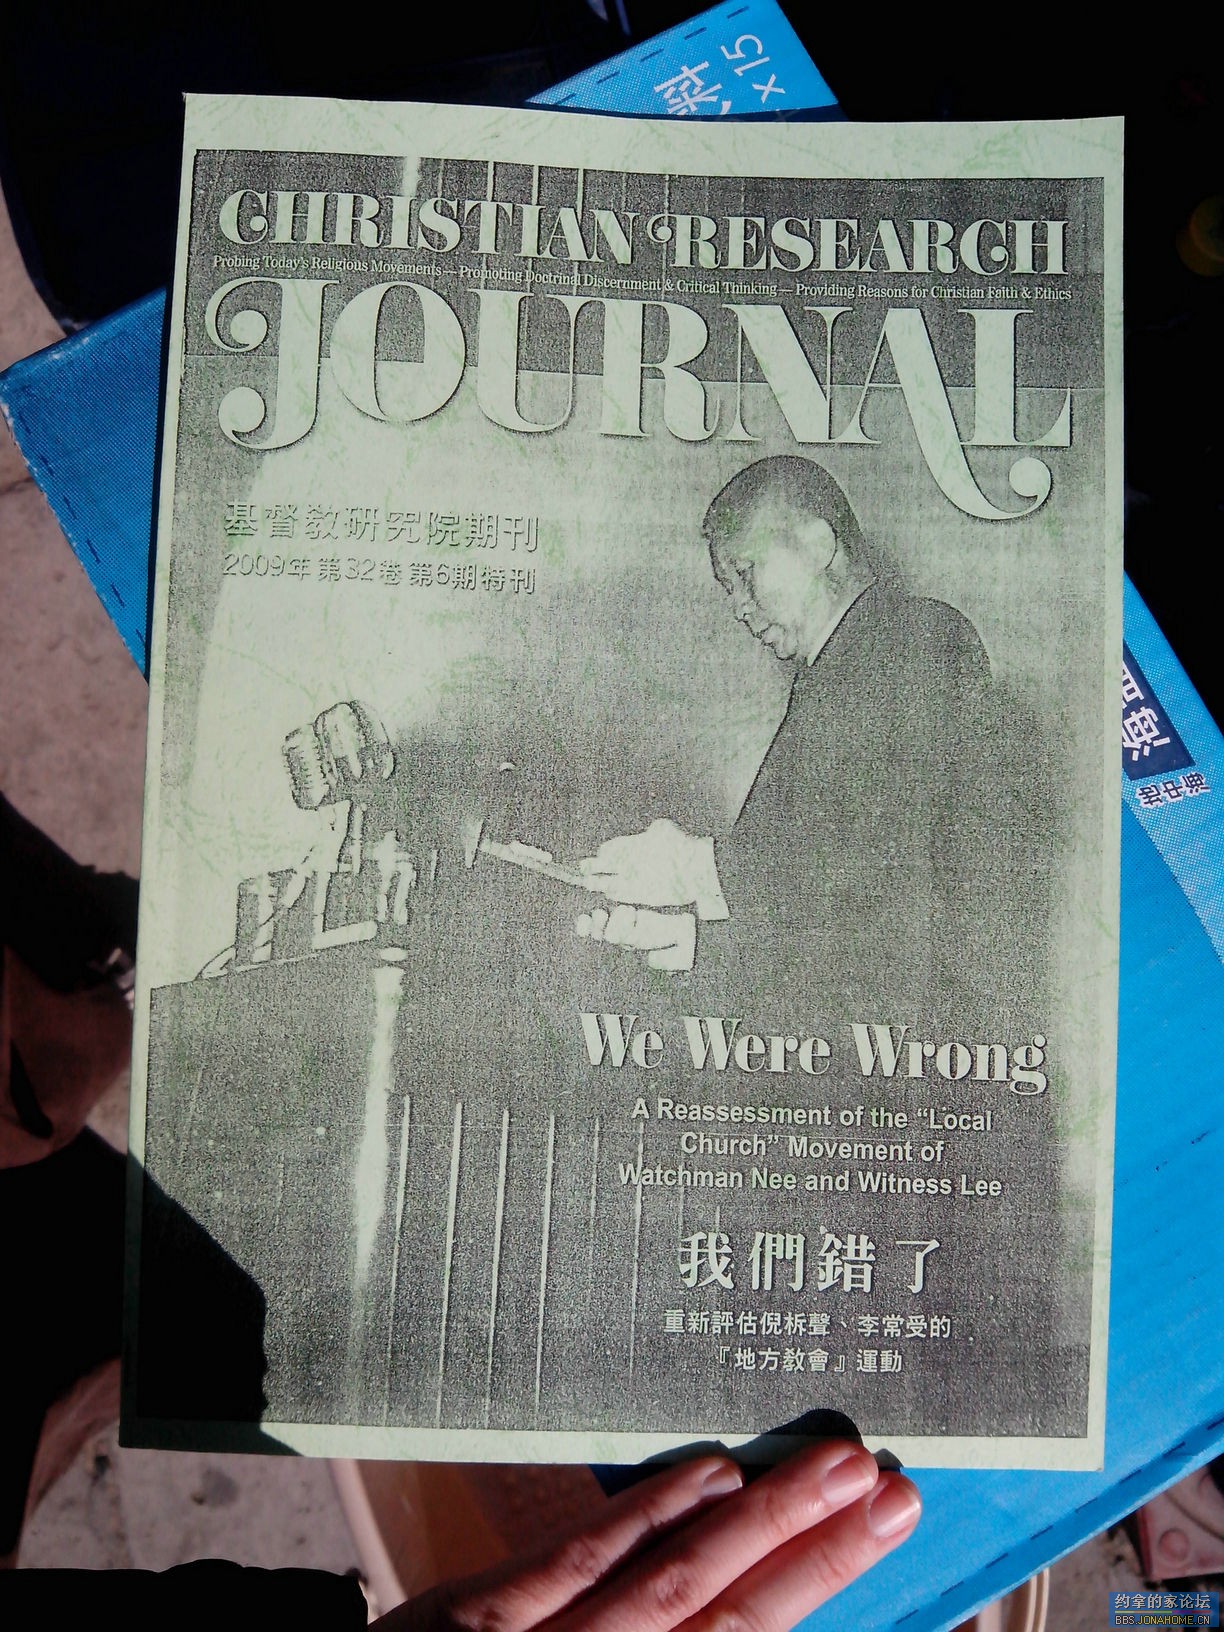 料
x 15
CHRISTIAN RESEARCH
Probing Today's Religious Movements — Promoting Doctrinal Discernment & Critical Thinking — Providing Reasons for Christian Faith & Ethics
JOURNAL
基督教研究院期刊
2009年 第32卷 第6期特刊
We Were Wrong
A Reassessment of the “Local
Church” Movement of
Watchman Nee and Witness Lee
我們錯了
重新評估倪柝聲、李常受的
『地方教會』運動
约拿的家论坛
BBS.JONAHOME.CN